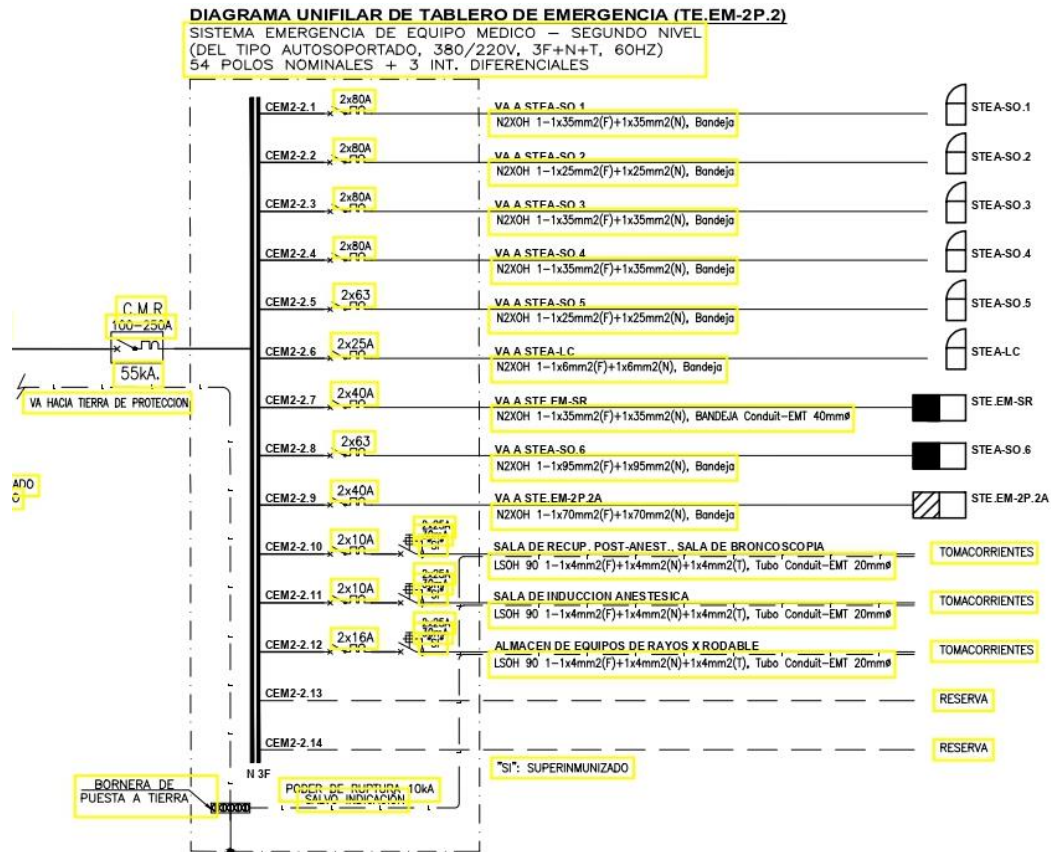 DIAGRAMA UNIFILAR DE TABLERO DE EMERGENCIA (TE.EM-2P.2)
SISTEMA EMERGENCIA DE EQUIPO MEDICO – SEGUNDO NIVEL
(DEL TIPO AUTOSOPORTADO, 380/220V, 3F+N+T, 60HZ)
54 POLOS NOMINALES + 3 INT. DIFERENCIALES
CEM2-2.1 2x80A VA A STEA-SO.1 STEA-SO.1
N2XOH 1-1x35mm2(F)+1x35mm2(N), Bandeja
CEM2-2.2 2x80A VA A STEA-SO.2 STEA-SO.2
N2XOH 1-1x25mm2(F)+1x25mm2(N), Bandeja
CEM2-2.3 2x80A VA A STEA-SO.3 STEA-SO.3
N2XOH 1-1x35mm2(F)+1x35mm2(N), Bandeja
CEM2-2.4 2x80A VA A STEA-SO.4 STEA-SO.4
N2XOH 1-1x35mm2(F)+1x35mm2(N), Bandeja
CEM2-2.5 2x63 VA A STEA-SO.5 STEA-SO.5
N2XOH 1-1x25mm2(F)+1x25mm2(N), Bandeja
C.M.R
100-250A
55kA.
CEM2-2.6 2x25A VA A STEA-LC STEA-LC
N2XOH 1-1x6mm2(F)+1x6mm2(N), Bandeja
VA HACIA TIERRA DE PROTECCION
CEM2-2.7 2x40A VA A STE.EM-SR STE.EM-SR
N2XOH 1-1x35mm2(F)+1x35mm2(N), BANDEJA Conduit-EMT 40mmø
CEM2-2.8 2x63 VA A STEA-SO.6 STEA-SO.6
N2XOH 1-1x95mm2(F)+1x95mm2(N), Bandeja
CEM2-2.9 2x40A VA A STE.EM-2P.2A STE.EM-2P.2A
N2XOH 1-1x70mm2(F)+1x70mm2(N), Bandeja
CEM2-2.10 2x10A 2x25A "SI" SALA DE RECUP. POST-ANEST., SALA DE BRONCOSCOPIA TOMACORRIENTES
LSOH 90 1-1x4mm2(F)+1x4mm2(N)+1x4mm2(T), Tubo Conduit-EMT 20mmø
CEM2-2.11 2x10A 2x25A "SI" SALA DE INDUCCION ANESTESICA TOMACORRIENTES
LSOH 90 1-1x4mm2(F)+1x4mm2(N)+1x4mm2(T), Tubo Conduit-EMT 20mmø
CEM2-2.12 2x16A 2x25A "SI" ALMACEN DE EQUIPOS DE RAYOS X RODABLE TOMACORRIENTES
LSOH 90 1-1x4mm2(F)+1x4mm2(N)+1x4mm2(T), Tubo Conduit-EMT 20mmø
CEM2-2.13 RESERVA
CEM2-2.14 RESERVA
N 3F
"SI": SUPERINMUNIZADO
BORNERA DE
PUESTA A TIERRA
PODER DE RUPTURA 10kA
SALVO INDICACIÓN